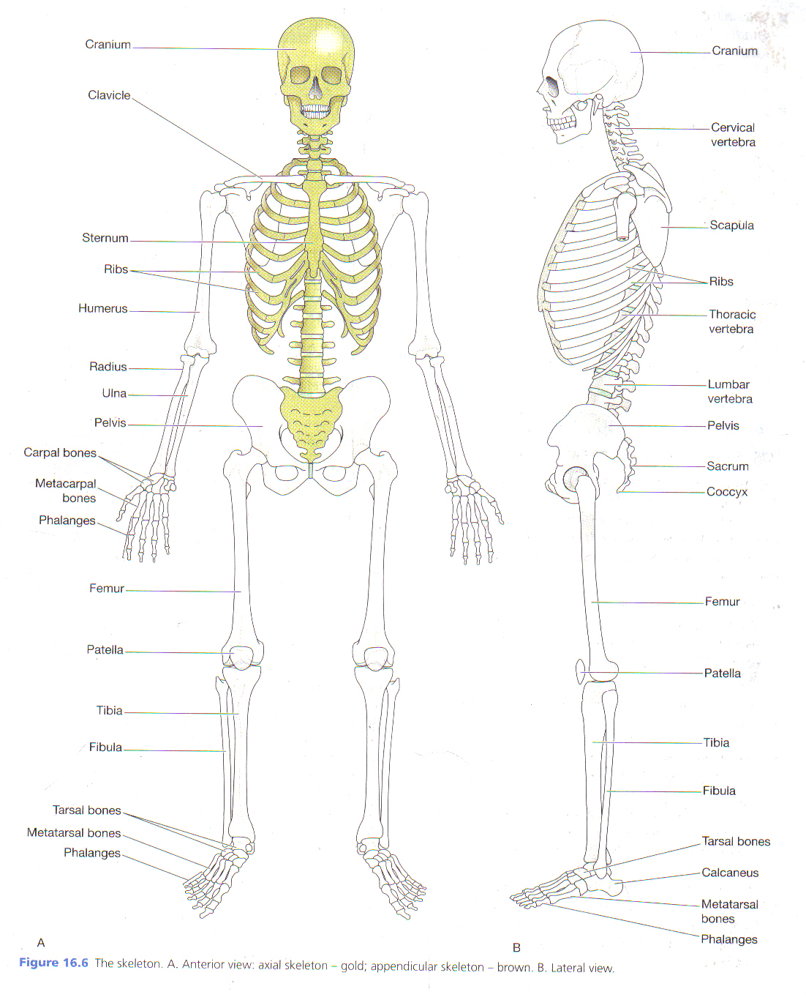 Cranium
Clavicle
Sternum
Ribs
Humerus
Radius
Ulna
Pelvis
Carpal bones
Metacarpal
bones
Phalanges
Femur
Patella
Tibia
Fibula
Tarsal bones
Metatarsal bones
Phalanges
A
Cranium
Cervical
vertebra
Scapula
Ribs
Thoracic
vertebra
Lumbar
vertebra
Pelvis
Sacrum
Coccyx
Femur
Patella
Tibia
Fibula
Tarsal bones
Calcaneus
Metatarsal
bones
Phalanges
B
Figure 16.6 The skeleton. A. Anterior view: axial skeleton – gold; appendicular skeleton – brown. B. Lateral view.